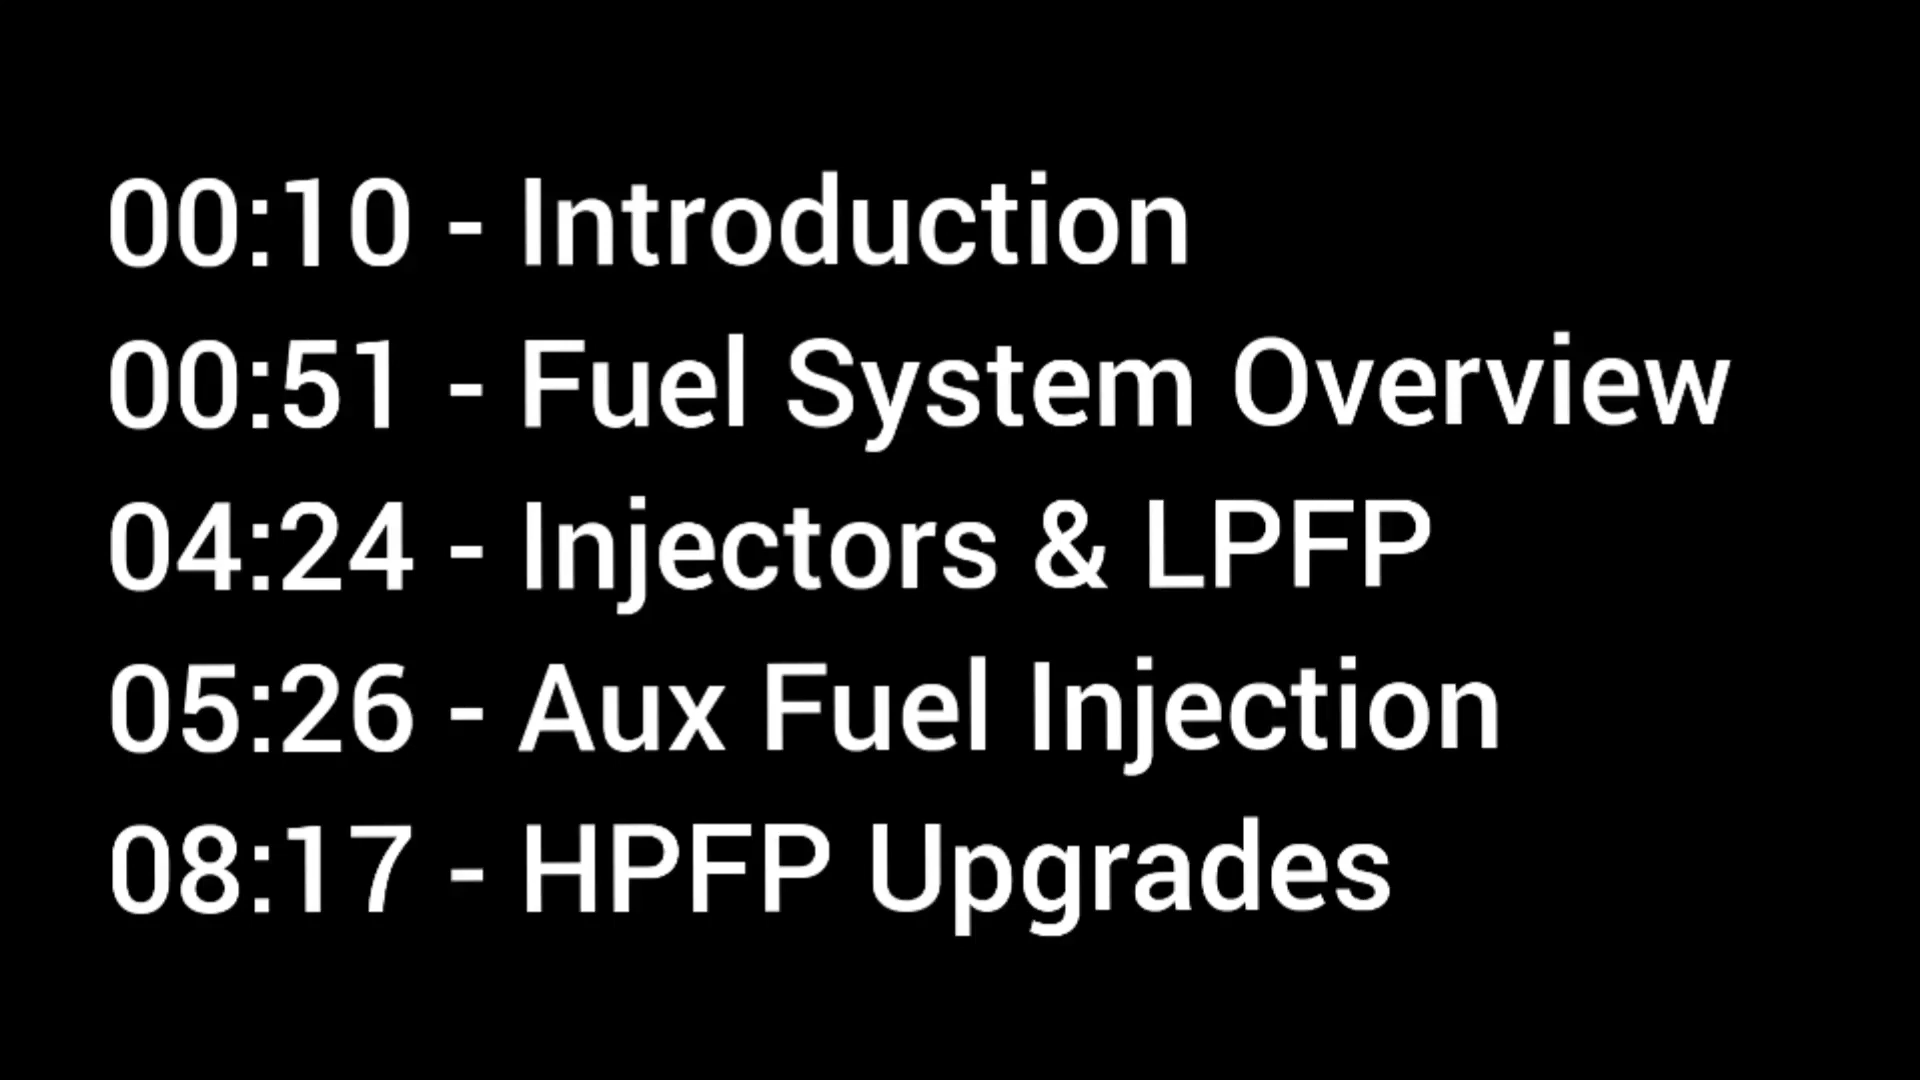 00:10 - Introduction
00:51 - Fuel System Overview
04:24 - Injectors & LPFP
05:26 - Aux Fuel Injection
08:17 - HPFP Upgrades